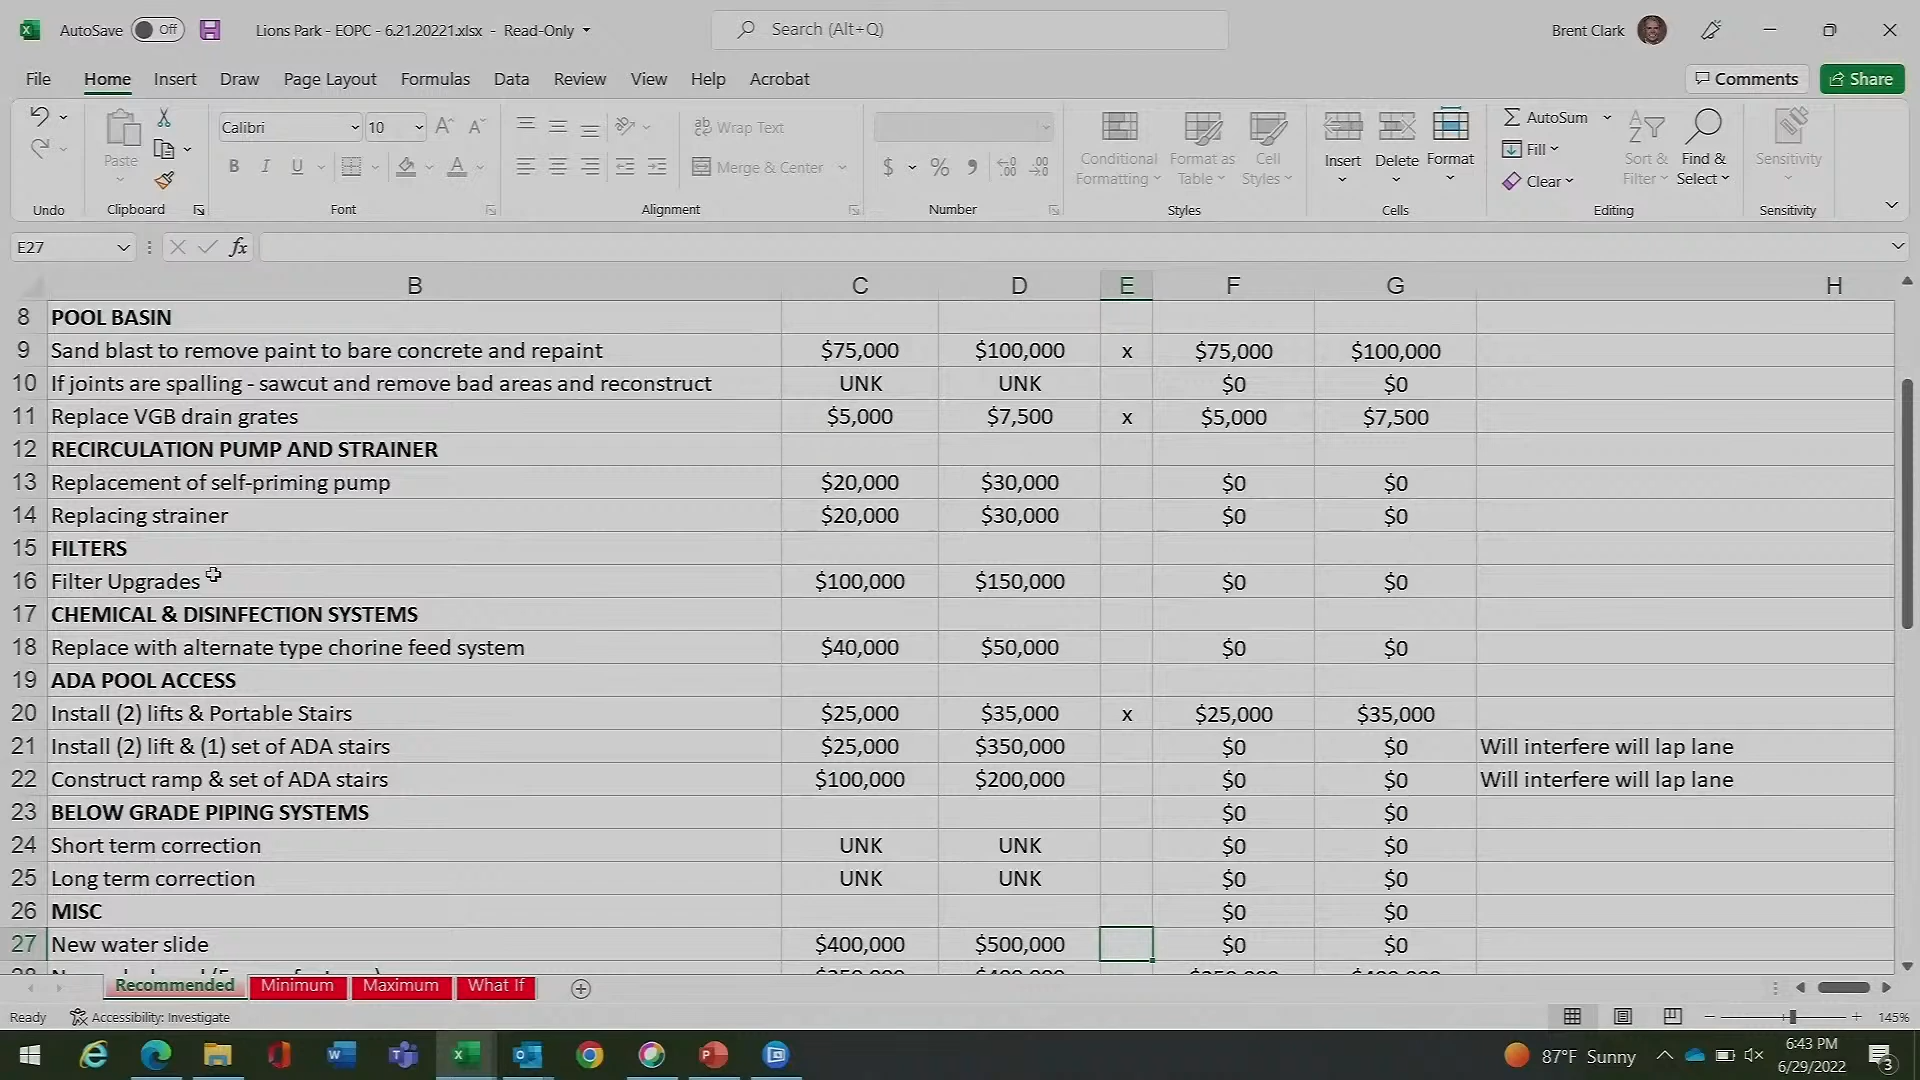 AutoSave Off Lions Park - EOPC - 6.21.20221.xlsx - Read-Only Search (Alt+Q) Brent Clark
File Home Insert Draw Page Layout Formulas Data Review View Help Acrobat Comments Share
Calibri 10 Wrap Text AutoSum
Paste B I U Merge & Center $ % Conditional Formatting Format as Table Cell Styles Insert Delete Format Fill Clear Sort & Filter Find & Select Sensitivity
Undo Clipboard Font Alignment Number Styles Cells Editing Sensitivity
E27 fx
B C D E F G H
8 POOL BASIN
9 Sand blast to remove paint to bare concrete and repaint $75,000 $100,000 x $75,000 $100,000
10 If joints are spalling - sawcut and remove bad areas and reconstruct UNK UNK $0 $0
11 Replace VGB drain grates $5,000 $7,500 x $5,000 $7,500
12 RECIRCULATION PUMP AND STRAINER
13 Replacement of self-priming pump $20,000 $30,000 $0 $0
14 Replacing strainer $20,000 $30,000 $0 $0
15 FILTERS
16 Filter Upgrades $100,000 $150,000 $0 $0
17 CHEMICAL & DISINFECTION SYSTEMS
18 Replace with alternate type chorine feed system $40,000 $50,000 $0 $0
19 ADA POOL ACCESS
20 Install (2) lifts & Portable Stairs $25,000 $35,000 x $25,000 $35,000
21 Install (2) lift & (1) set of ADA stairs $25,000 $350,000 $0 $0 Will interfere will lap lane
22 Construct ramp & set of ADA stairs $100,000 $200,000 $0 $0 Will interfere will lap lane
23 BELOW GRADE PIPING SYSTEMS $0 $0
24 Short term correction UNK UNK $0 $0
25 Long term correction UNK UNK $0 $0
26 MISC $0 $0
27 New water slide $400,000 $500,000 $0 $0
Recommended Minimum Maximum What If
Ready Accessibility: Investigate 145%
87°F Sunny 6:43 PM
6/29/2022 3